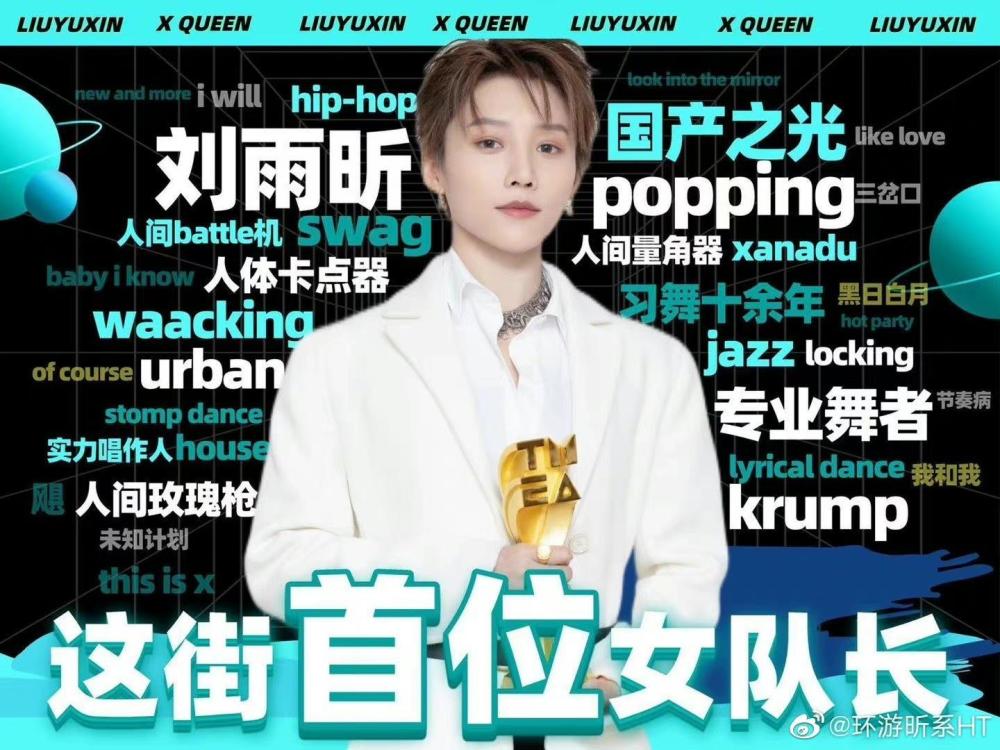 LIUYUXIN X QUEEN LIUYUXIN X QUEEN LIUYUXIN X QUEEN LIUYUXIN
new and more i will hip-hop
刘雨昕
人间battle机 swag
baby i know 人体卡点器
waacking
of course urban
stomp dance
实力唱作人 house
飓 人间玫瑰枪
未知计划
this is x
look into the mirror
国产之光 like love
popping 三岔口
人间量角器 xanadu
习舞十余年 黑日白月
hot party
jazz locking
专业舞者 节奏病
lyrical dance 我和我
krump
TM
EA
这街首位女队长
@环游昕系HT